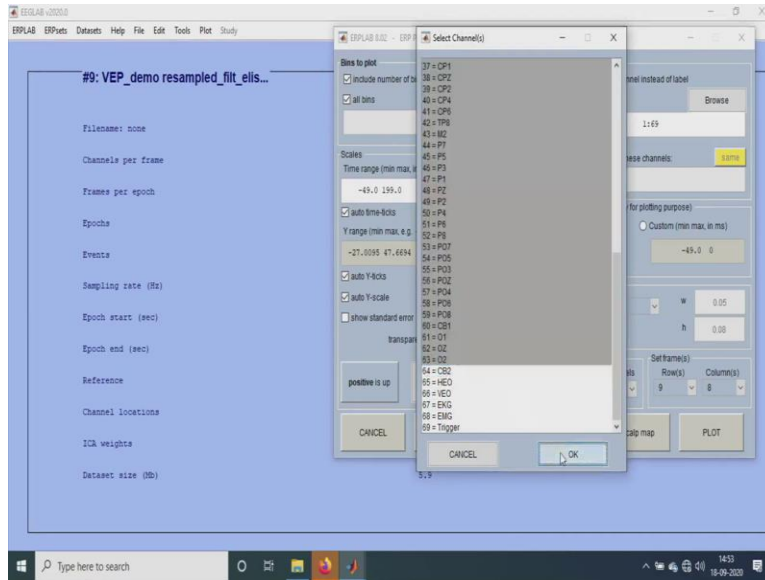 EEGLAB v2020.0
ERPLAB ERPsets Datasets Help File Edit Tools Plot Study
#9: VEP_demo resampled_filt_elis...
Filename: none
Channels per frame
Frames per epoch
Epochs
Events
Sampling rate (Hz)
Epoch start (sec)
Epoch end (sec)
Reference
Channel locations
ICA weights
Dataset size (Mb)
5.9
ERPLAB 8.02 - ERP
Bins to plot
include number of
all bins
Scales
Time range (min max, i
-49.0 199.0
auto time-ticks
Y range (min max, e.g.
-27.0095 47.6694
auto Y-ticks
auto Y-scale
show standard error
transpare
positive is up
CANCEL
Select Channel(s)
37 = CP1
38 = CPZ
39 = CP2
40 = CP4
41 = CP6
42 = TP8
43 = M2
44 = P7
45 = P5
46 = P3
47 = P1
48 = PZ
49 = P2
50 = P4
51 = P6
52 = P8
53 = PO7
54 = PO5
55 = PO3
56 = POZ
57 = PO4
58 = PO6
59 = PO8
60 = CB1
61 = O1
62 = OZ
63 = O2
64 = CB2
65 = HEO
66 = VEO
67 = EKG
68 = EMG
69 = Trigger
CANCEL
OK
nnel instead of label
Browse
1:69
ese channels:
same
for plotting purpose)
Custom (min max, in ms)
-49.0 0
w 0.05
h 0.08
Set frame(s)
els Row(s) Column(s)
9 8
calp map
PLOT
Type here to search
14:53
18-09-2020